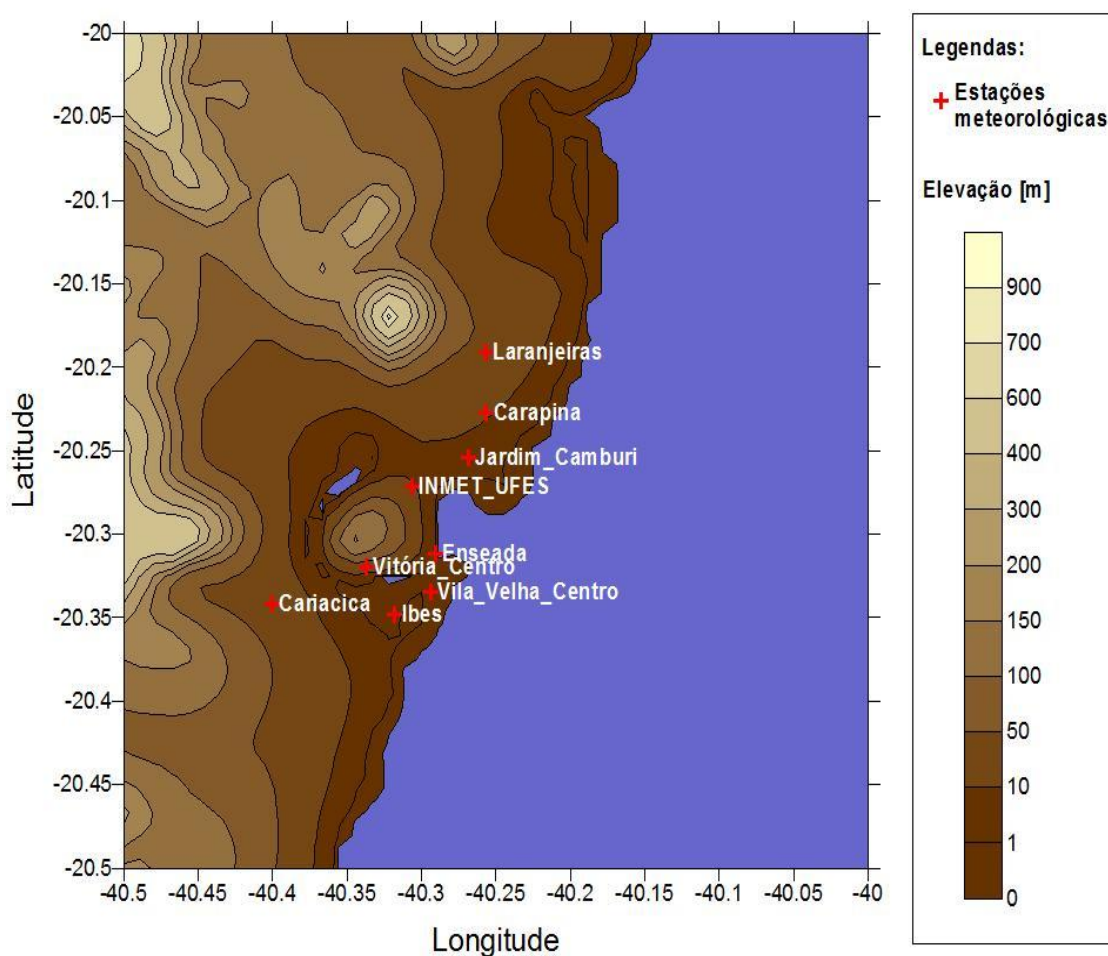 -20
-20.05
-20.1
-20.15
-20.2
-20.25
-20.3
-20.35
-20.4
-20.45
-20.5
Latitude
-40.5
-40.45
-40.4
-40.35
-40.3
-40.25
-40.2
-40.15
-40.1
-40.05
-40
Longitude
Laranjeiras
Carapina
Jardim_Camburi
INMET_UFES
Enseada
Vitória_Centro
Vila_Velha_Centro
Cariacica
Ibes
Legendas:
Estações
meteorológicas
Elevação [m]
900
700
600
400
300
200
150
100
50
10
1
0